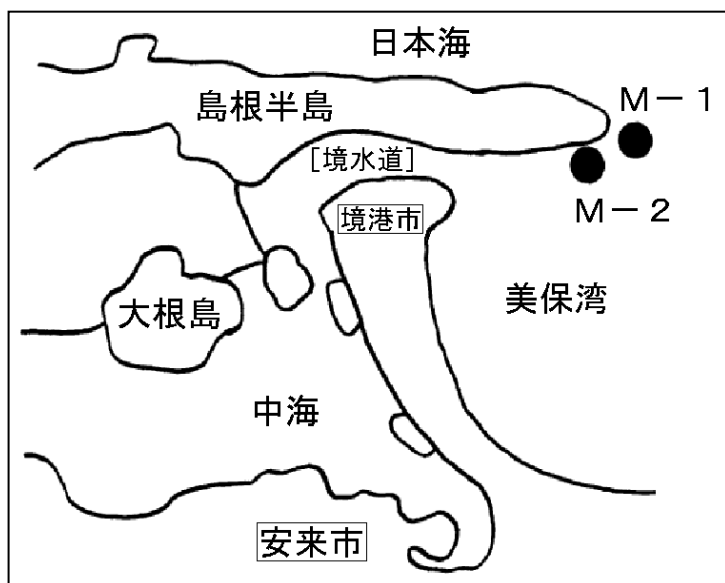 日本海
M-1
島根半島
[境水道]
M-2
境港市
大根島
美保湾
中海
安来市